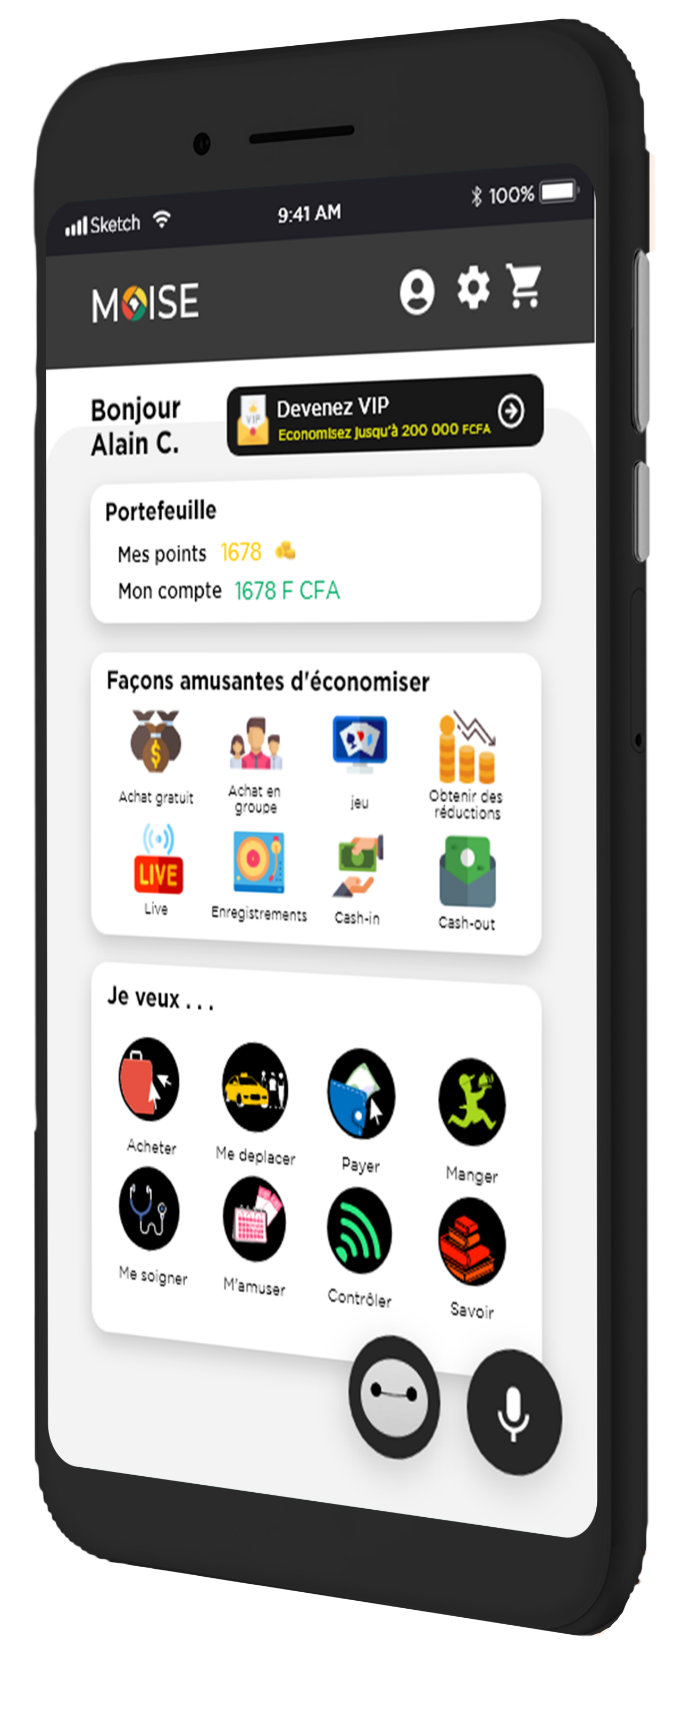 Sketch
9:41 AM
100%
MOISE
Bonjour
Alain C.
VIP
Devenez VIP
Economisez Jusqu'à 200 000 FCFA
Portefeuille
Mes points 1678
Mon compte 1678 F CFA
Façons amusantes d'économiser
Achat gratuit
Achat en
groupe
jeu
Obtenir des
réductions
LIVE
Live
Enregistrements
Cash-in
Cash-out
Je veux . . .
Acheter
Me deplacer
Payer
Manger
Me soigner
M'amuser
Contrôler
Savoir